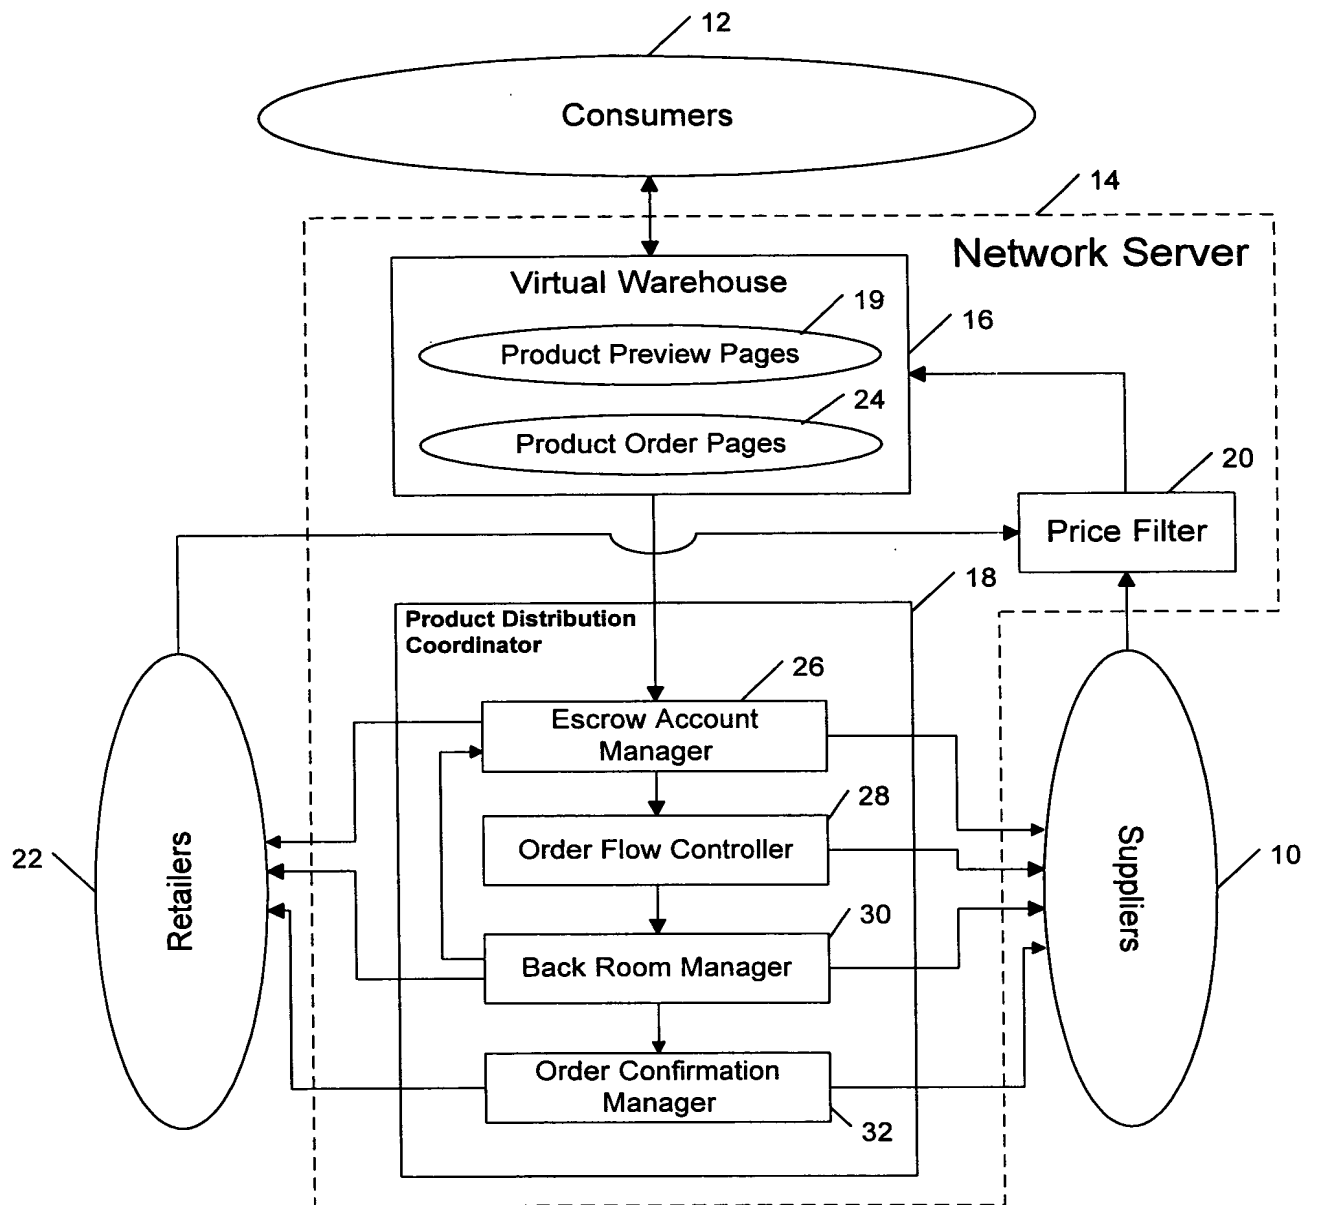 12
Consumers
14
Network Server
Virtual Warehouse
19
16
Product Preview Pages
24
Product Order Pages
20
Price Filter
18
Product Distribution
Coordinator
26
Escrow Account
Manager
28
Order Flow Controller
22
Retailers
Suppliers
10
30
Back Room Manager
Order Confirmation
Manager
32